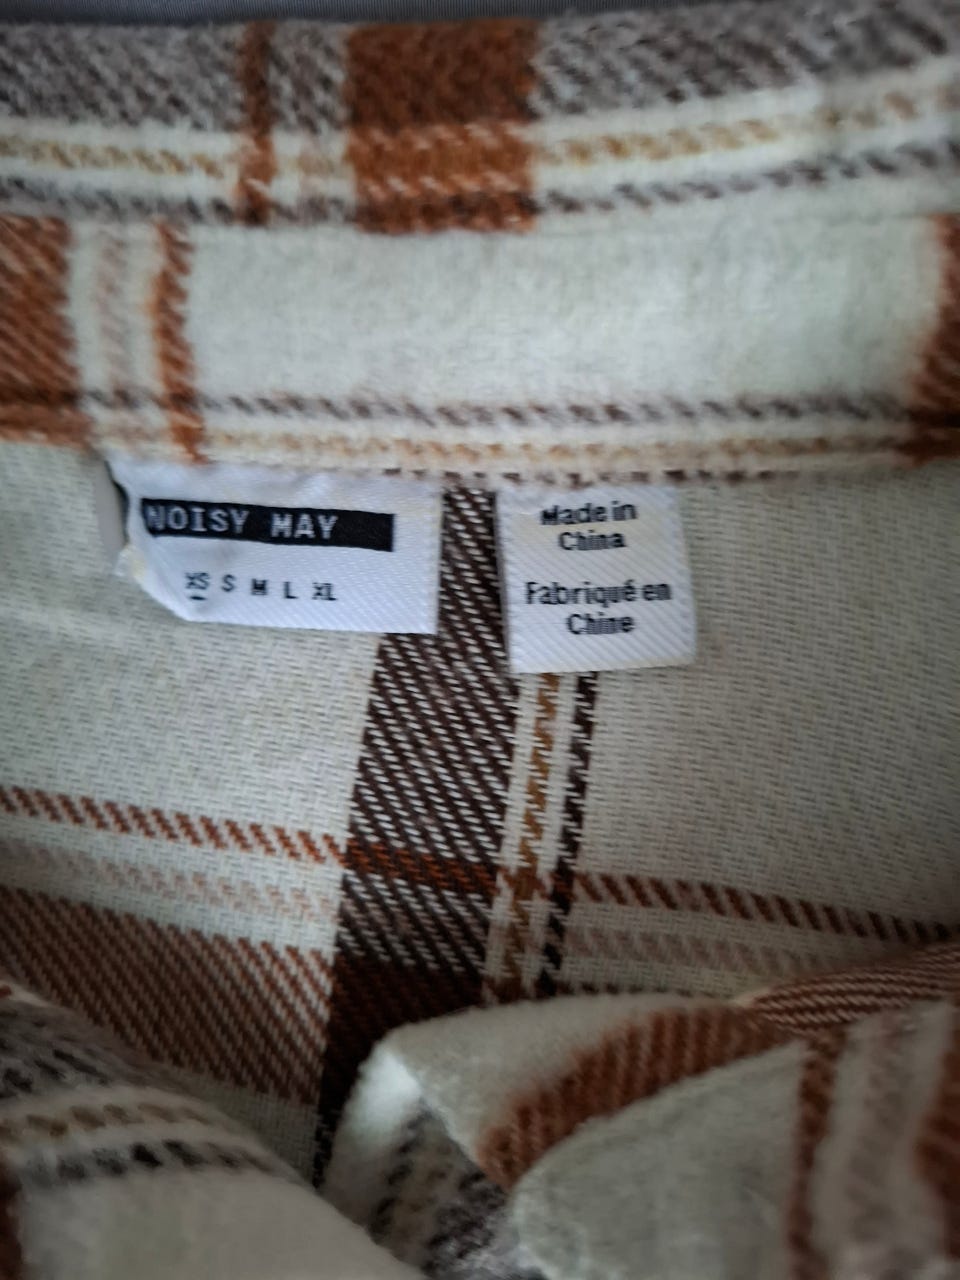 NOISY MAY
XS S M L XL
Made in
China
Fabriqué en
Chine